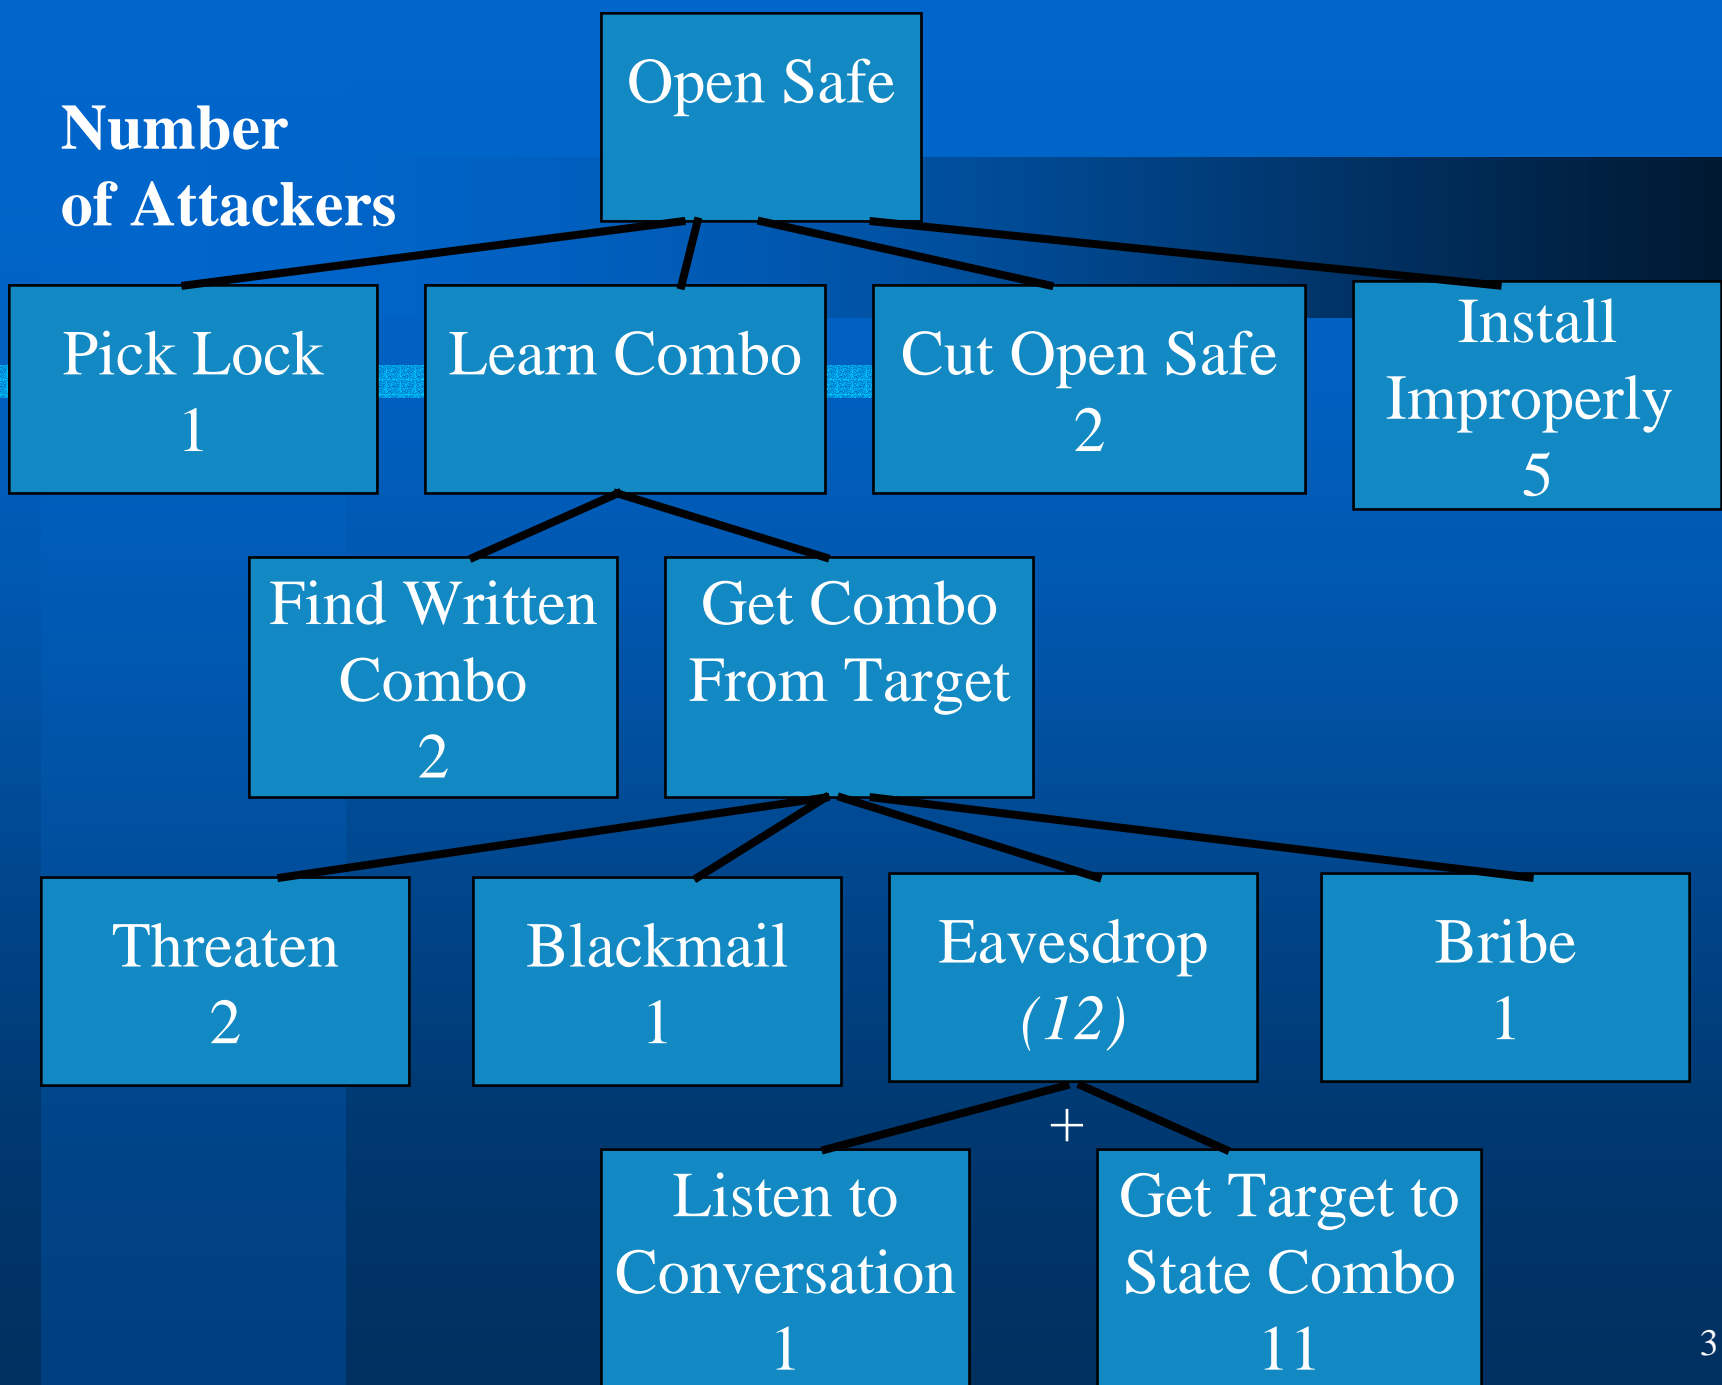 Number
of Attackers
Open Safe
Pick Lock
1
Learn Combo
Cut Open Safe
2
Install
Improperly
5
Find Written
Combo
2
Get Combo
From Target
Threaten
2
Blackmail
1
Eavesdrop
(12)
Bribe
1
+
Listen to
Conversation
1
Get Target to
State Combo
11
3